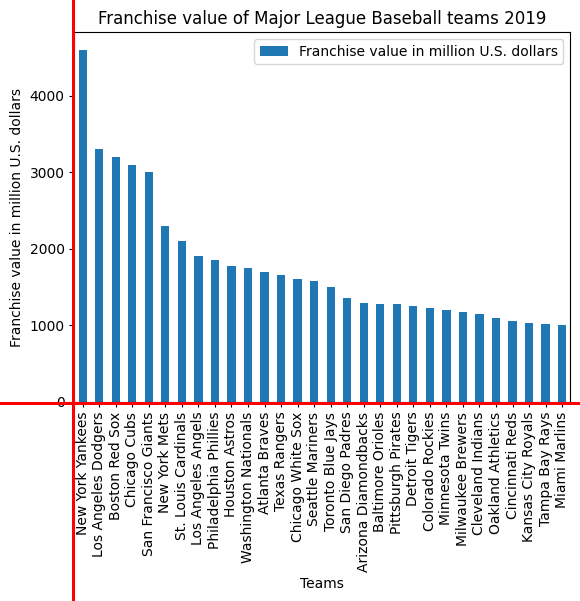 Franchise value of Major League Baseball teams 2019
Franchise value in million U.S. dollars
Franchise value in million U.S. dollars
4000
3000
2000
1000
0
New York Yankees
Los Angeles Dodgers
Boston Red Sox
Chicago Cubs
San Francisco Giants
New York Mets
St. Louis Cardinals
Los Angeles Angels
Philadelphia Phillies
Houston Astros
Washington Nationals
Atlanta Braves
Texas Rangers
Chicago White Sox
Seattle Mariners
Toronto Blue Jays
San Diego Padres
Arizona Diamondbacks
Baltimore Orioles
Pittsburgh Pirates
Detroit Tigers
Colorado Rockies
Minnesota Twins
Milwaukee Brewers
Cleveland Indians
Oakland Athletics
Cincinnati Reds
Kansas City Royals
Tampa Bay Rays
Miami Marlins
Teams